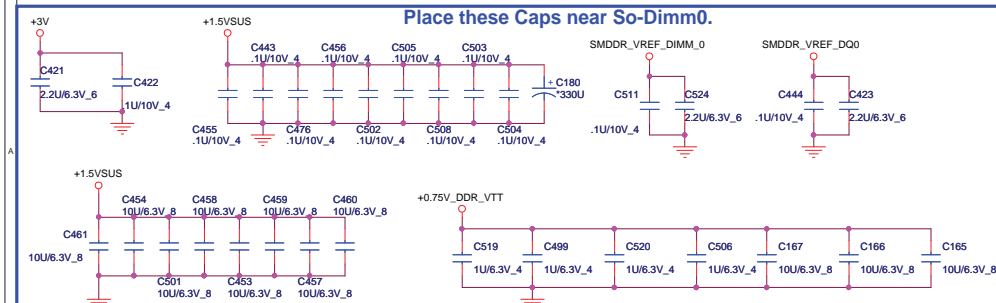 Place these Caps near So-Dimm0.
+3V
C421
2.2U/6.3V_6
C422
.1U/10V_4
+1.5VSUS
C443
.1U/10V_4
C456
.1U/10V_4
C505
.1U/10V_4
C503
.1U/10V_4
+
C180
*330U
C455
.1U/10V_4
C476
.1U/10V_4
C502
.1U/10V_4
C508
.1U/10V_4
C504
.1U/10V_4
SMDDR_VREF_DIMM_0
C511
.1U/10V_4
C524
2.2U/6.3V_6
SMDDR_VREF_DQ0
C444
.1U/10V_4
C423
2.2U/6.3V_6
A
+1.5VSUS
C461
10U/6.3V_8
C454
10U/6.3V_8
C458
10U/6.3V_8
C459
10U/6.3V_8
C460
10U/6.3V_8
C501
10U/6.3V_8
C453
10U/6.3V_8
C457
10U/6.3V_8
+0.75V_DDR_VTT
C519
1U/6.3V_4
C499
1U/6.3V_4
C520
1U/6.3V_4
C506
1U/6.3V_4
C167
10U/6.3V_8
C166
10U/6.3V_8
C165
10U/6.3V_8